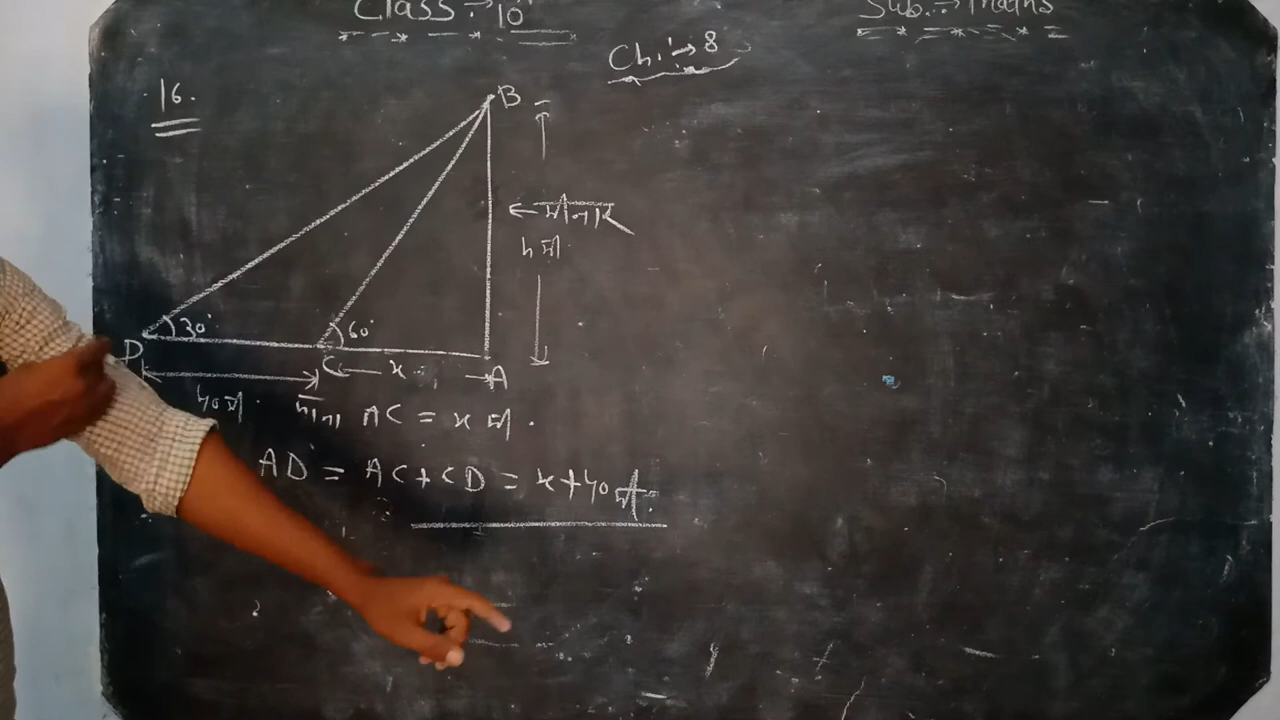 Class :→ 10
Sub. :→ Maths
Ch :→ 8
16.
B
मीनार
h मी
30°
60°
D
C
x
A
40 मी.
माना AC = x मी.
AD = AC + CD = x + 40 मी.